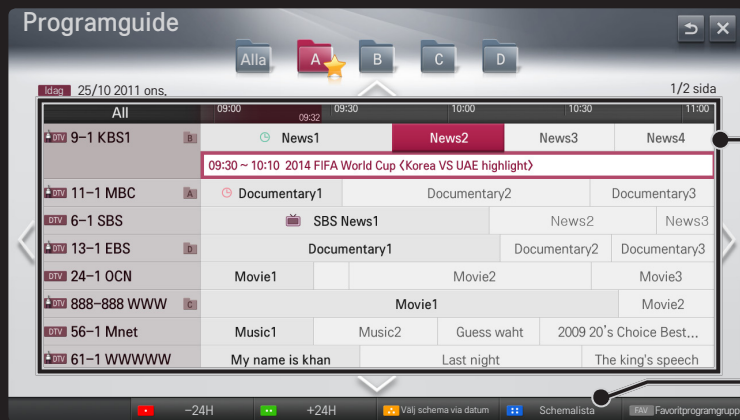 Programguide
Alla A B C D
Idag 25/10 2011 ons. 1/2 sida
All 09:00 09:32 09:30 10:00 10:30 11:00
DTV 9-1 KBS1 B News1 News2 News3 News4
09:30 ~ 10:10 2014 FIFA World Cup 〈Korea VS UAE highlight〉
DTV 11-1 MBC A Documentary1 Documentary2 Documentary3
DTV 6-1 SBS SBS News1 News2 News3
DTV 13-1 EBS D Documentary1 Documentary2 Documentary3
DTV 24-1 OCN Movie1 Movie2 Movie3
DTV 888-888 WWW C Movie1 Movie2
DTV 56-1 Mnet Music1 Music2 Guess waht 2009 20's Choice Best...
DTV 61-1 WWWWW My name is khan Last night The king's speech
-24H +24H Välj schema via datum Schemalista FAV Favoritprogramgrupp